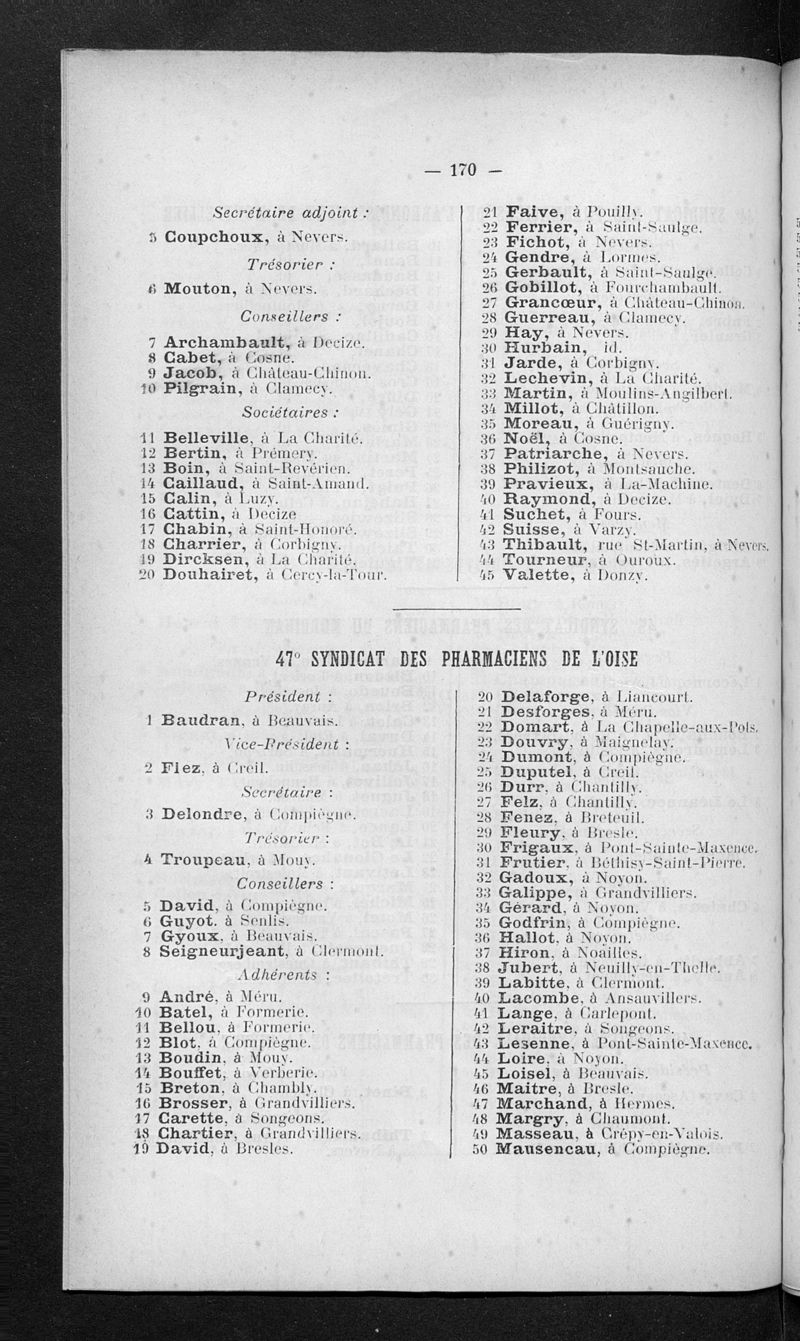 — 170 —
Secrétaire adjoint :
5 Coupchoux, à Nevers.
Trésorier :
6 Mouton, à Nevers.
Conseillers :
7 Archambault, à Decize.
8 Cabet, à Cosne.
9 Jacob, à Château-Chinon.
10 Pilgrain, à Clamecy.
Sociétaires :
11 Belleville, à La Charité.
12 Bertin, à Prémery.
13 Boin, à Saint-Revérien.
14 Caillaud, à Saint-Amand.
15 Calin, à Luzy.
16 Cattin, à Decize
17 Chabin, à Saint-Honoré.
18 Charrier, à Corbigny.
19 Dircksen, à La Charité.
20 Douhairet, à Cercy-la-Tour.
21 Faive, à Pouilly.
22 Ferrier, à Saint-Saulge.
23 Fichot, à Nevers.
24 Gendre, à Lormes.
25 Gerbault, à Saint-Saulge.
26 Gobillot, à Fourchambault.
27 Grancœur, à Château-Chinon.
28 Guerreau, à Clamecy.
29 Hay, à Nevers.
30 Hurbain, id.
31 Jarde, à Corbigny.
32 Lechevin, à La Charité.
33 Martin, à Moulins-Angilbert.
34 Millot, à Châtillon.
35 Moreau, à Guérigny.
36 Noël, à Cosne.
37 Patriarche, à Nevers.
38 Philizot, à Montsauche.
39 Pravieux, à La-Machine.
40 Raymond, à Decize.
41 Suchet, à Fours.
42 Suisse, à Varzy.
43 Thibault, rue St-Martin, à Nevers.
44 Tourneur, à Ouroux.
45 Valette, à Donzy.
47° SYNDICAT DES PHARMACIENS DE L'OISE
Président :
1 Baudran, à Beauvais.
Vice-Président :
2 Flez, à Creil.
Secrétaire :
3 Delondre, à Compiègne.
Trésorier :
4 Troupeau, à Mouy.
Conseillers :
5 David, à Compiègne.
6 Guyot, à Senlis.
7 Gyoux, à Beauvais.
8 Seigneurjeant, à Clermont.
Adhérents :
9 André, à Méru.
10 Batel, à Formerie.
11 Bellou, à Formerie.
12 Blot, à Compiègne.
13 Boudin, à Mouy.
14 Bouffet, à Verberie.
15 Breton, à Chambly.
16 Brosser, à Grandvilliers.
17 Carette, à Songeons.
18 Chartier, à Grandvilliers.
19 David, à Bresles.
20 Delaforge, à Liancourt.
21 Desforges, à Méru.
22 Domart, à La Chapelle-aux-Pots.
23 Douvry, à Maignelay.
24 Dumont, à Compiègne.
25 Duputel, à Creil.
26 Durr, à Chantilly.
27 Felz, à Chantilly.
28 Fenez, à Breteuil.
29 Fleury, à Bresle.
30 Frigaux, à Pont-Sainte-Maxence.
31 Frutier, à Béthisy-Saint-Pierre.
32 Gadoux, à Noyon.
33 Galippe, à Grandvilliers.
34 Gérard, à Noyon.
35 Godfrin, à Compiègne.
36 Hallot, à Noyon.
37 Hiron, à Noailles.
38 Jubert, à Neuilly-en-Thelle.
39 Labitte, à Clermont.
40 Lacombe, à Ansauvillers.
41 Lange, à Carlepont.
42 Leraitre, à Songeons.
43 Lesenne, à Pont-Sainte-Maxence.
44 Loire, à Noyon.
45 Loisel, à Beauvais.
46 Maitre, à Bresle.
47 Marchand, à Hermes.
48 Margry, à Chaumont.
49 Masseau, à Crépy-en-Valois.
50 Mausencau, à Compiègne.